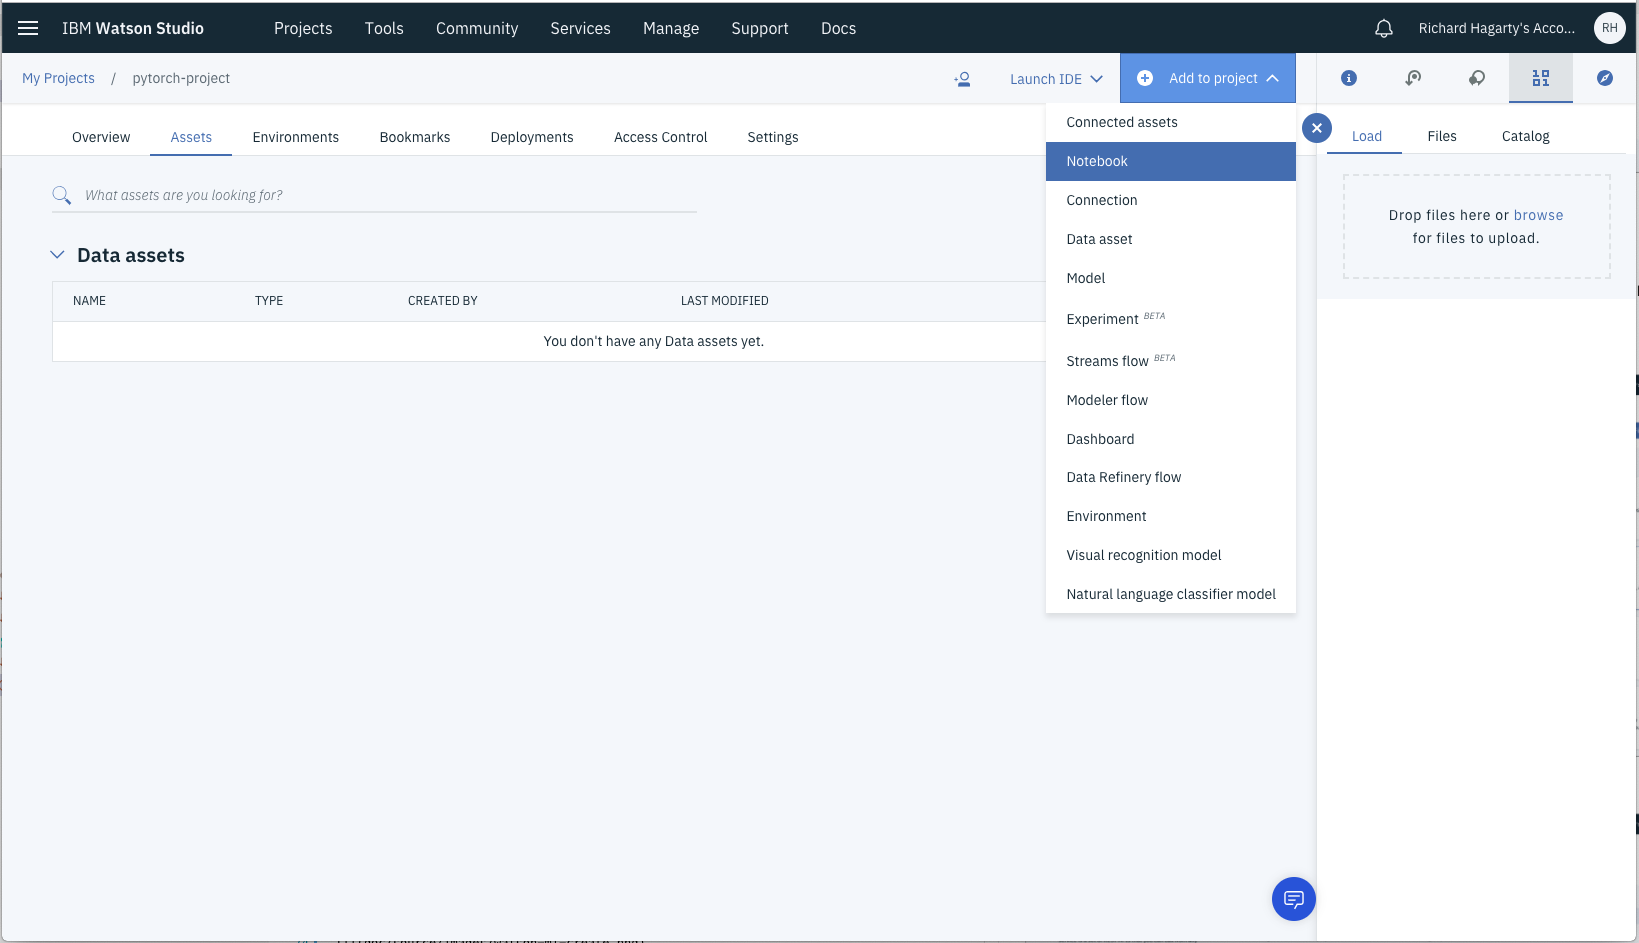 IBM Watson Studio Projects Tools Community Services Manage Support Docs Richard Hagarty's Acco... RH
My Projects / pytorch-project Launch IDE Add to project
Overview Assets Environments Bookmarks Deployments Access Control Settings
What assets are you looking for?
Data assets
NAME TYPE CREATED BY LAST MODIFIED
You don't have any Data assets yet.
Connected assets
Notebook
Connection
Data asset
Model
Experiment BETA
Streams flow BETA
Modeler flow
Dashboard
Data Refinery flow
Environment
Visual recognition model
Natural language classifier model
Load Files Catalog
Drop files here or browse
for files to upload.